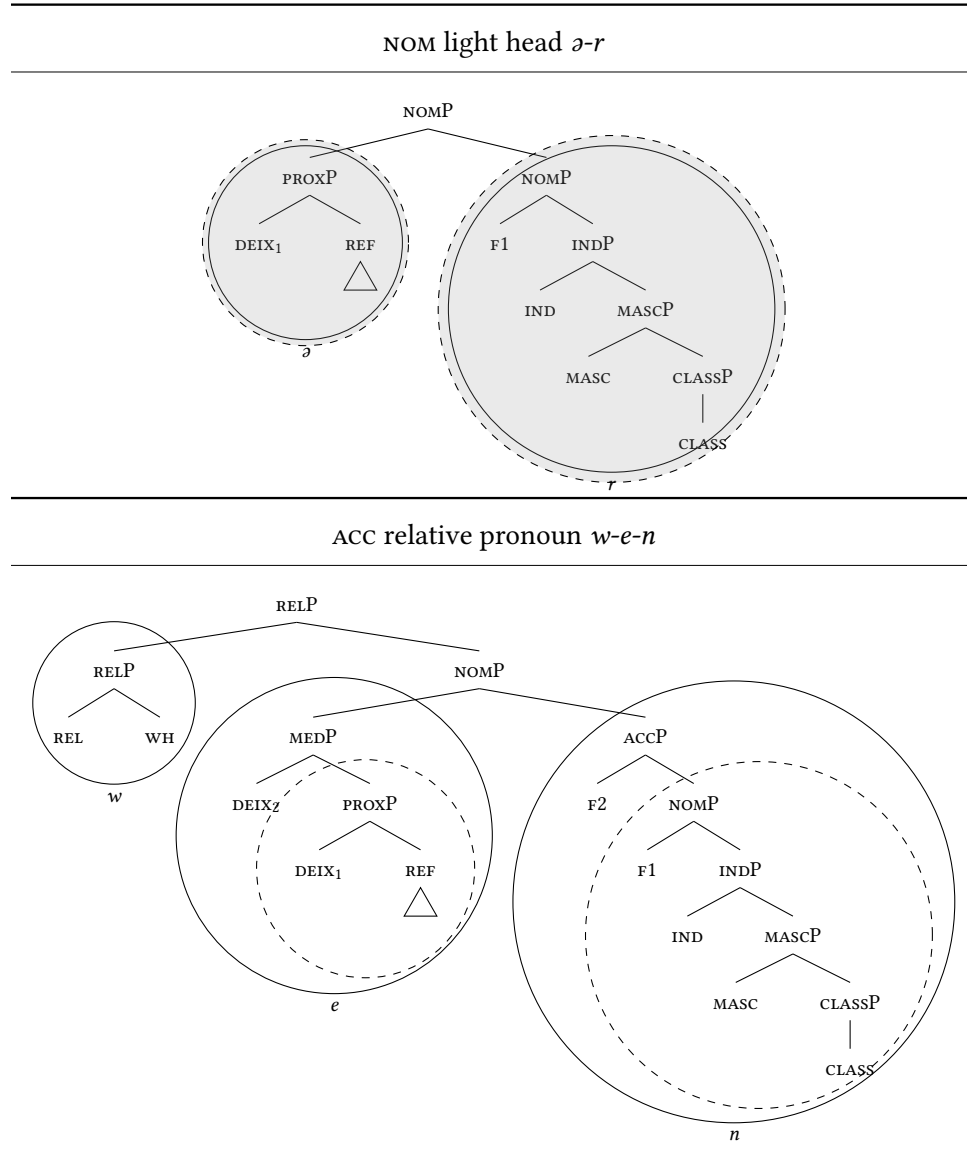 NOM light head ə-r
NOMP
PROXP NOMP
DEIX₁ REF F1 INDP
IND MASCP
ə
MASC CLASSP
CLASS
r
ACC relative pronoun w-e-n
RELP
RELP NOMP
REL WH MEDP ACCP
w
DEIX₂ PROXP F2 NOMP
DEIX₁ REF F1 INDP
IND MASCP
e
MASC CLASSP
CLASS
n